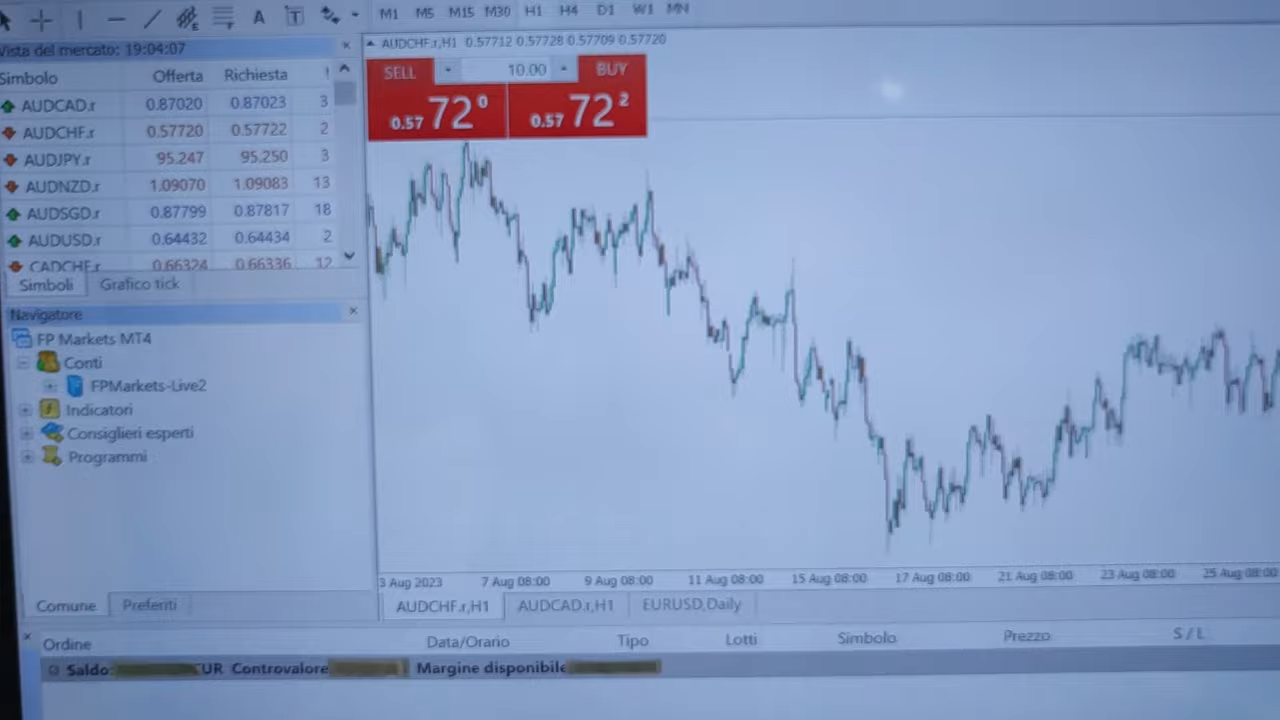 A T M1 M5 M15 M30 H1 H4 D1 W1 MN
Vista del mercato: 19:04:07
Simbolo Offerta Richiesta !
AUDCAD.r 0.87020 0.87023 3
AUDCHF.r 0.57720 0.57722 2
AUDJPY.r 95.247 95.250 3
AUDNZD.r 1.09070 1.09083 13
AUDSGD.r 0.87799 0.87817 18
AUDUSD.r 0.64432 0.64434 2
CADCHF.r 0.66324 0.66336 12
Simboli Grafico tick
AUDCHF.r,H1 0.57712 0.57728 0.57709 0.57720
SELL 10.00 BUY
0.57 72 0 0.57 72 2
Navigatore
FP Markets MT4
Conti
FPMarkets-Live2
Indicatori
Consiglieri esperti
Programmi
Comune Preferiti
3 Aug 2023 7 Aug 08:00 9 Aug 08:00 11 Aug 08:00 15 Aug 08:00 17 Aug 08:00 21 Aug 08:00 23 Aug 08:00 25 Aug 08:00
AUDCHF.r,H1 AUDCAD.r,H1 EURUSD,Daily
Ordine Data/Orario Tipo Lotti Simbolo Prezzo S / L
Saldo: UR Controvalore Margine disponibile